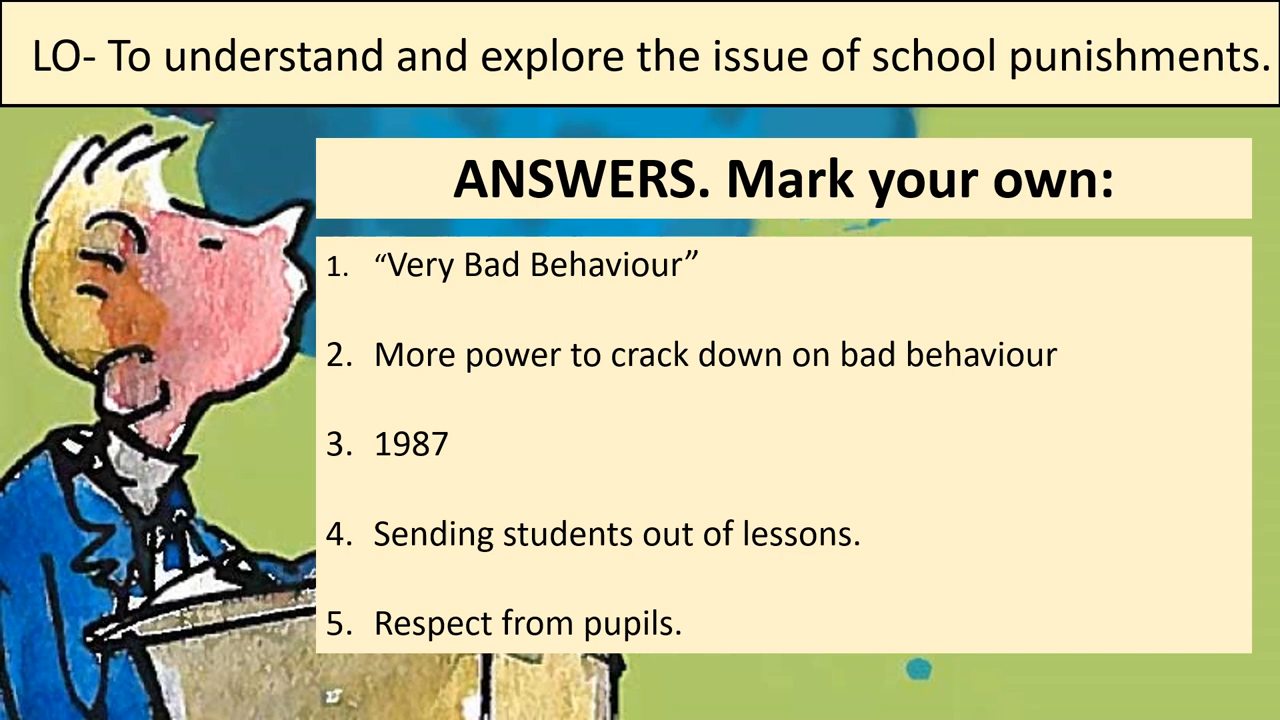 LO- To understand and explore the issue of school punishments.
ANSWERS. Mark your own:
1. “Very Bad Behaviour”
2. More power to crack down on bad behaviour
3. 1987
4. Sending students out of lessons.
5. Respect from pupils.